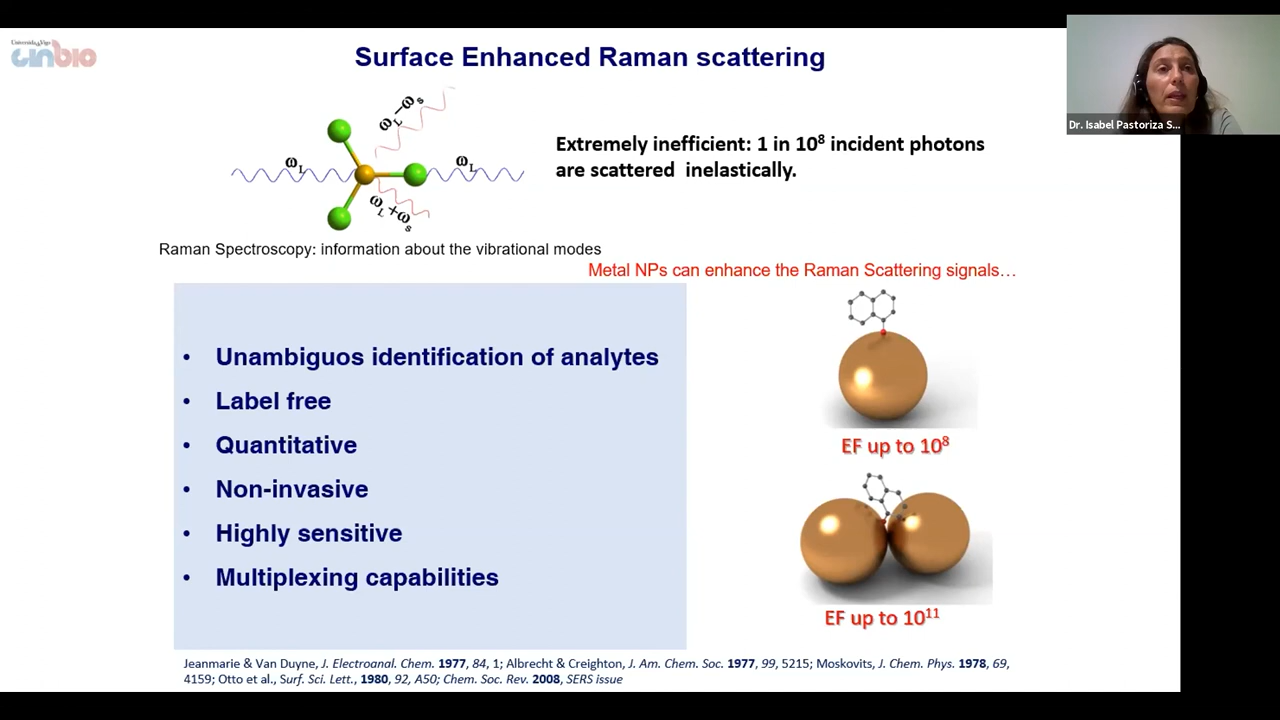 Universidade Vigo
cinbio
Surface Enhanced Raman scattering
Dr. Isabel Pastoriza S...
ωL–ωs
ωL
ωL
ωL+ωs
Extremely inefficient: 1 in 10⁸ incident photons
are scattered inelastically.
Raman Spectroscopy: information about the vibrational modes
Metal NPs can enhance the Raman Scattering signals…
• Unambiguos identification of analytes
• Label free
• Quantitative
• Non-invasive
• Highly sensitive
• Multiplexing capabilities
EF up to 10⁸
EF up to 10¹¹
Jeanmarie & Van Duyne, J. Electroanal. Chem. 1977, 84, 1; Albrecht & Creighton, J. Am. Chem. Soc. 1977, 99, 5215; Moskovits, J. Chem. Phys. 1978, 69,
4159; Otto et al., Surf. Sci. Lett., 1980, 92, A50; Chem. Soc. Rev. 2008, SERS issue